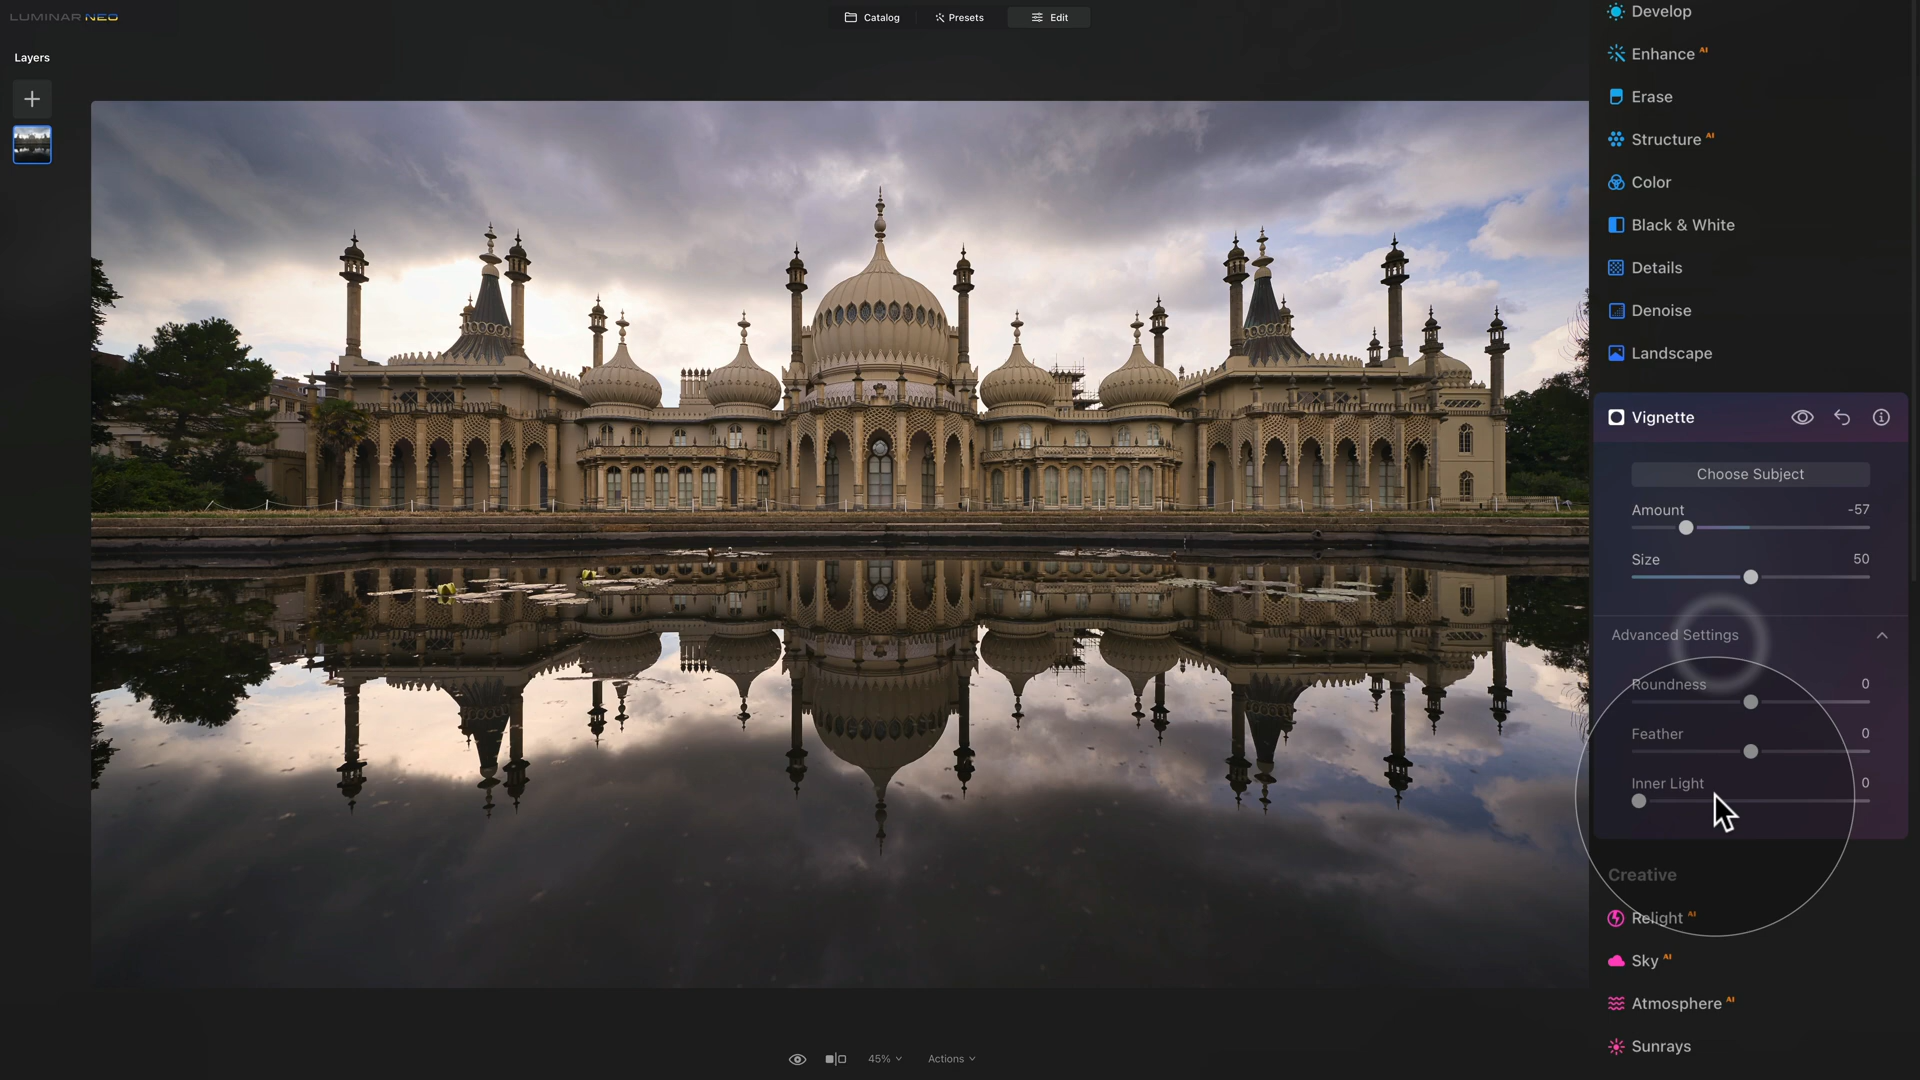 LUMINAR NEO
Catalog
Presets
Edit
Layers
Develop
Enhance AI
Erase
Structure AI
Color
Black & White
Details
Denoise
Landscape
Vignette
Choose Subject
Amount -57
Size 50
Advanced Settings
Roundness 0
Feather 0
Inner Light 0
Creative
Relight AI
Sky AI
Atmosphere AI
Sunrays
45%
Actions